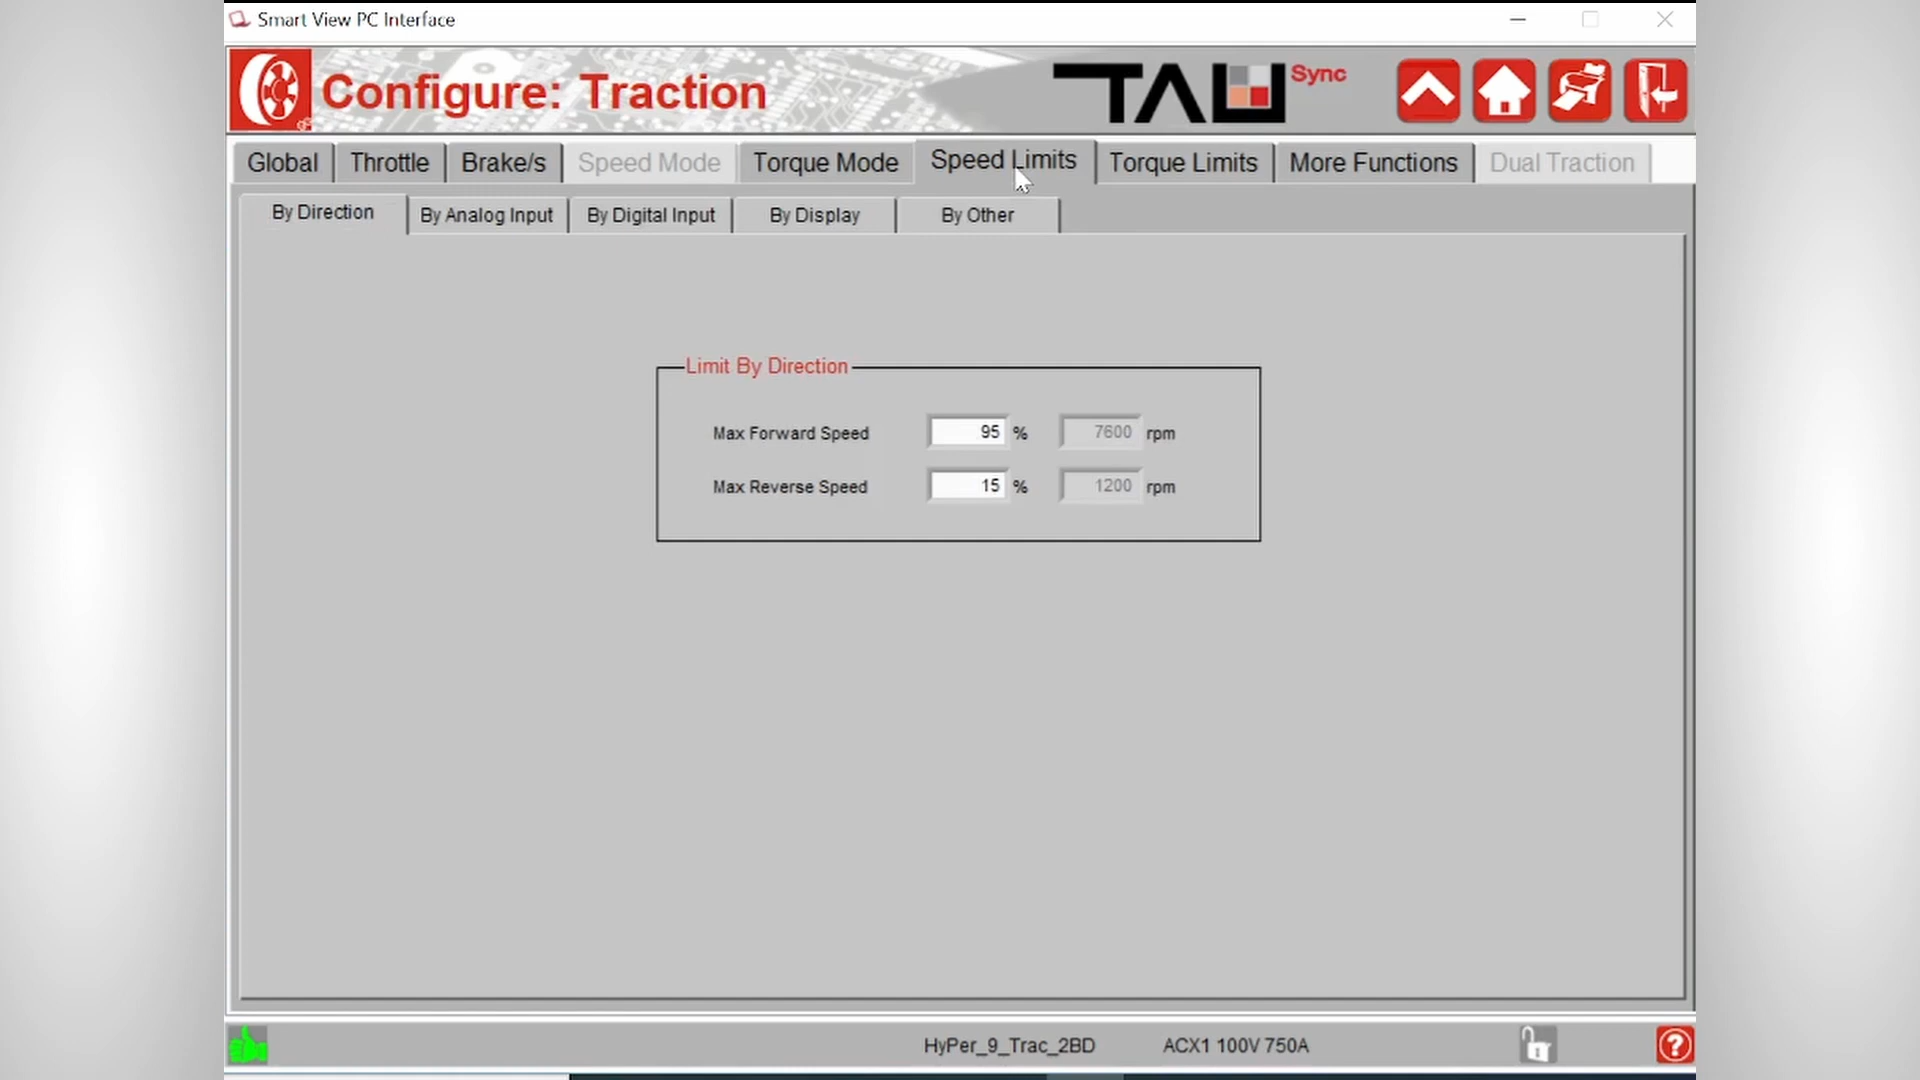 Smart View PC Interface
Configure: Traction
TAU Sync
Global Throttle Brake/s Speed Mode Torque Mode Speed Limits Torque Limits More Functions Dual Traction
By Direction By Analog Input By Digital Input By Display By Other
Limit By Direction
Max Forward Speed 95 % 7600 rpm
Max Reverse Speed 15 % 1200 rpm
HyPer_9_Trac_2BD ACX1 100V 750A
?